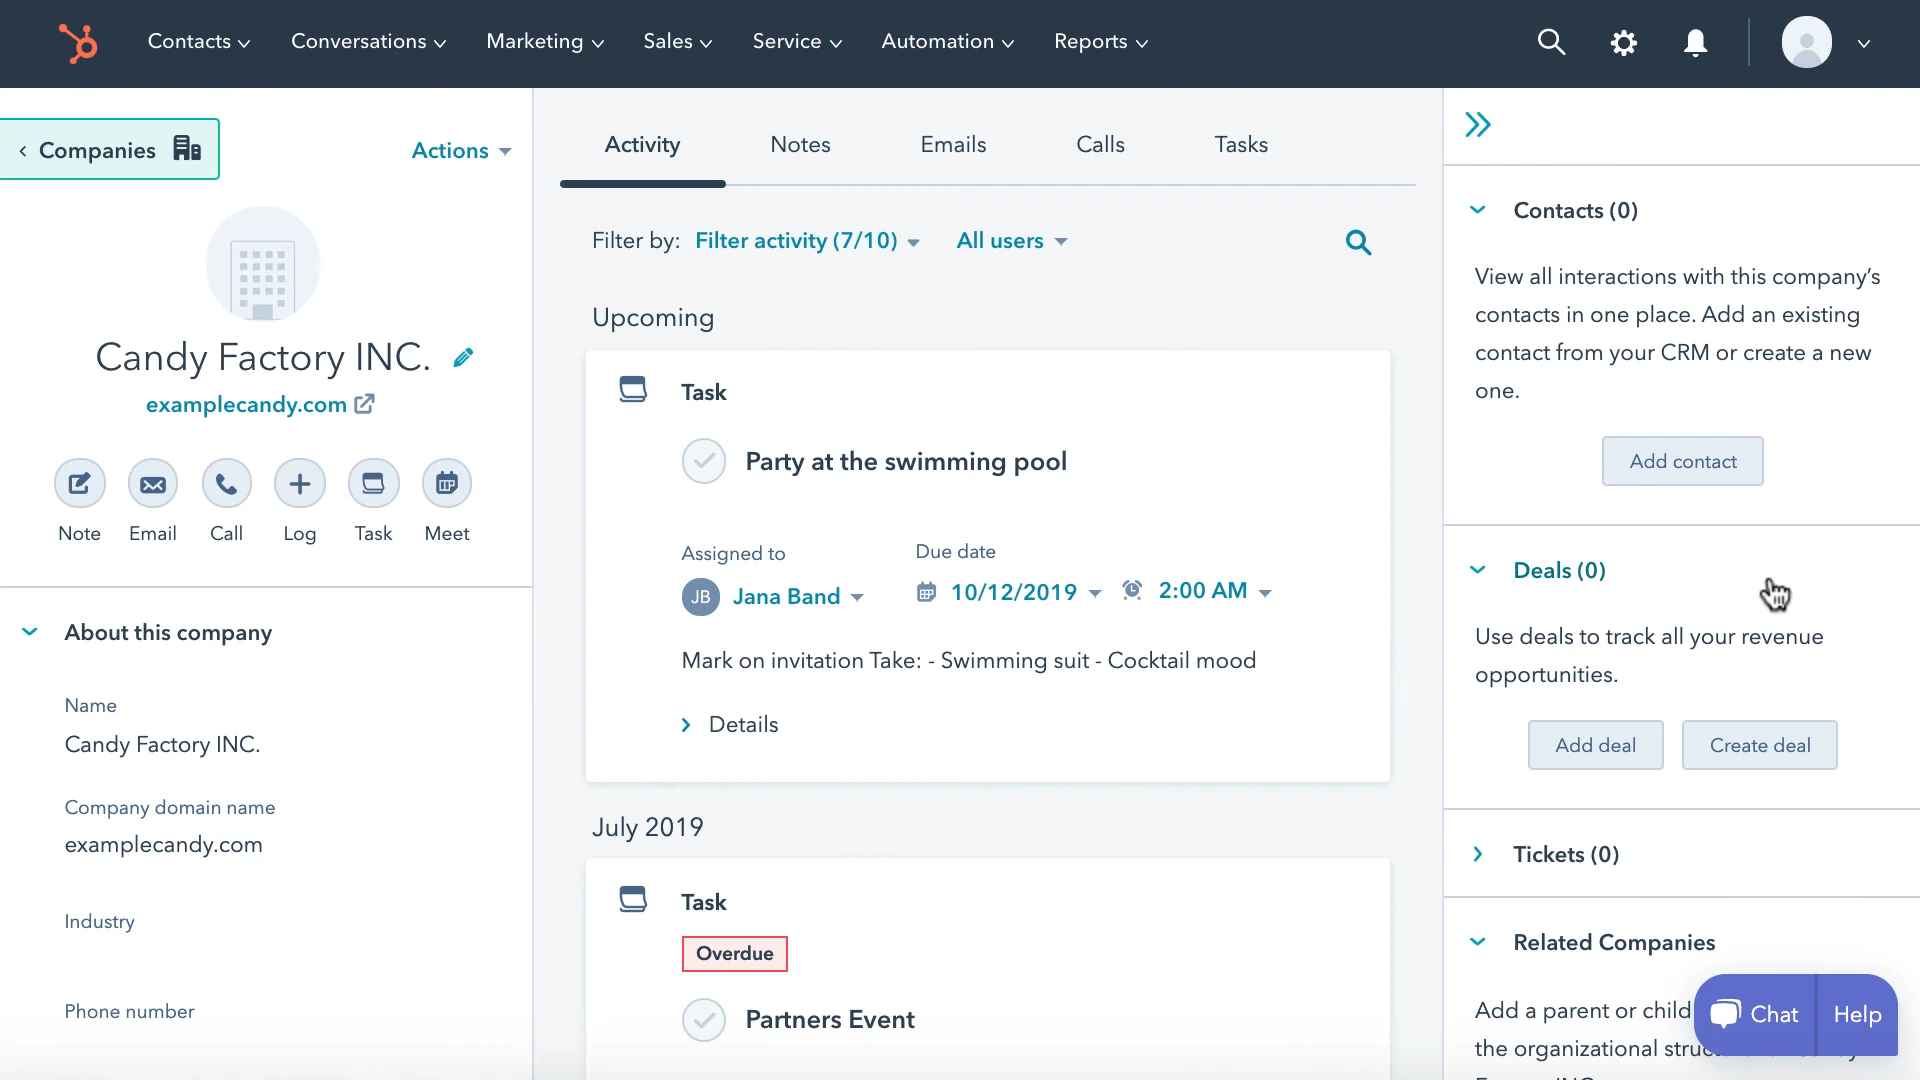 Contacts
Conversations
Marketing
Sales
Service
Automation
Reports
Companies
Actions
Candy Factory INC.
examplecandy.com
Note
Email
Call
Log
Task
Meet
About this company
Name
Candy Factory INC.
Company domain name
examplecandy.com
Industry
Phone number
Activity
Notes
Emails
Calls
Tasks
Filter by: Filter activity (7/10) All users
Upcoming
Task
Party at the swimming pool
Assigned to
Due date
JB Jana Band
10/12/2019
2:00 AM
Mark on invitation Take: - Swimming suit - Cocktail mood
Details
July 2019
Task
Overdue
Partners Event
Contacts (0)
View all interactions with this company’s
contacts in one place. Add an existing
contact from your CRM or create a new
one.
Add contact
Deals (0)
Use deals to track all your revenue
opportunities.
Add deal
Create deal
Tickets (0)
Related Companies
Add a parent or child
the organizational
Chat
Help